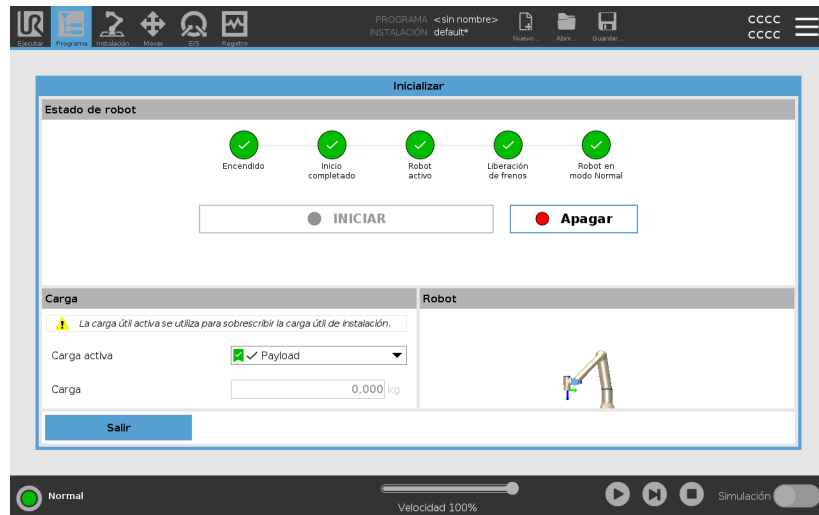 UR
PROGRAMA <sin nombre>
INSTALACIÓN default*
cccc
cccc
Ejecutar Programa Instalación Mover E/S Registro Nuevo... Abrir... Guardar...
Inicializar
Estado de robot
Encendido
Inicio
completado
Robot
activo
Liberación
de frenos
Robot en
modo Normal
INICIAR
Apagar
Carga
Robot
La carga útil activa se utiliza para sobrescribir la carga útil de instalación.
Carga activa
Payload
Carga
0,000 kg
Salir
Normal
Velocidad 100%
Simulación